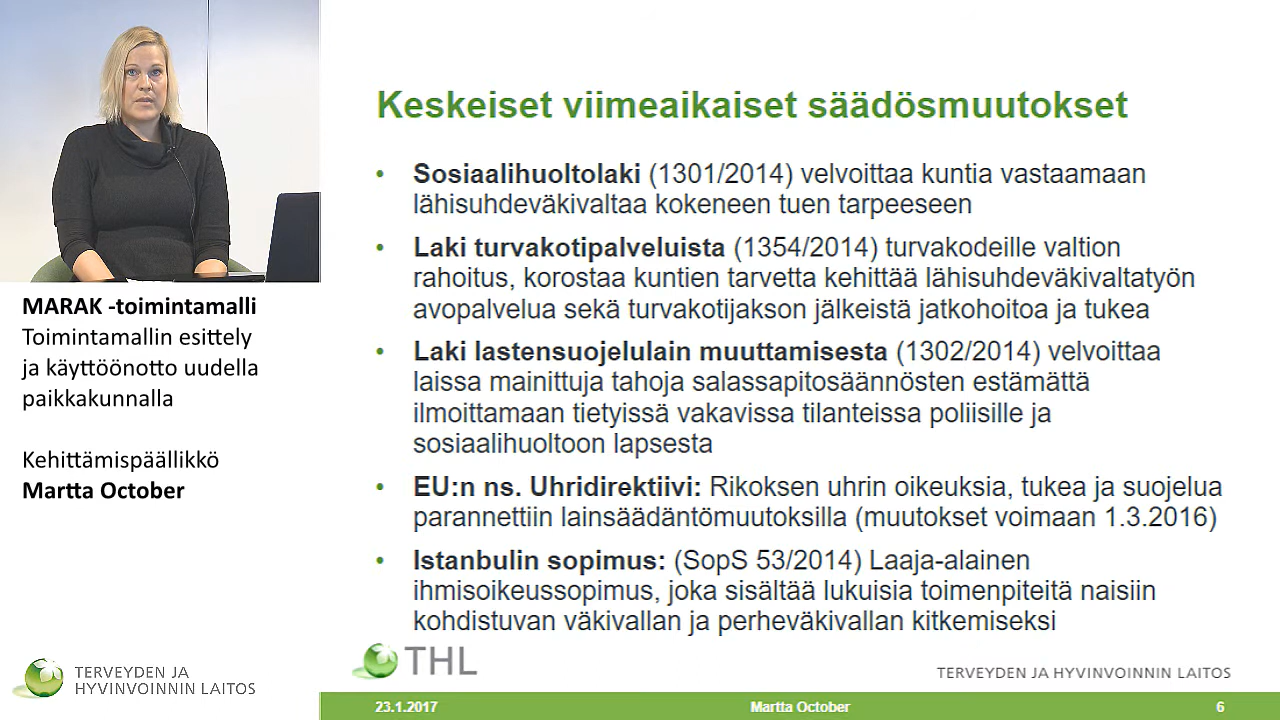 MARAK -toimintamalli
Toimintamallin esittely
ja käyttöönotto uudella
paikkakunnalla
Kehittämispäällikkö
Martta October
TERVEYDEN JA
HYVINVOINNIN LAITOS
Keskeiset viimeaikaiset säädösmuutokset
• Sosiaalihuoltolaki (1301/2014) velvoittaa kuntia vastaamaan
lähisuhdeväkivaltaa kokeneen tuen tarpeeseen
• Laki turvakotipalveluista (1354/2014) turvakodeille valtion
rahoitus, korostaa kuntien tarvetta kehittää lähisuhdeväkivaltatyön
avopalvelua sekä turvakotijakson jälkeistä jatkohoitoa ja tukea
• Laki lastensuojelulain muuttamisesta (1302/2014) velvoittaa
laissa mainittuja tahoja salassapitosäännösten estämättä
ilmoittamaan tietyissä vakavissa tilanteissa poliisille ja
sosiaalihuoltoon lapsesta
• EU:n ns. Uhridirektiivi: Rikoksen uhrin oikeuksia, tukea ja suojelua
parannettiin lainsäädäntömuutoksilla (muutokset voimaan 1.3.2016)
• Istanbulin sopimus: (SopS 53/2014) Laaja-alainen
ihmisoikeussopimus, joka sisältää lukuisia toimenpiteitä naisiin
kohdistuvan väkivallan ja perheväkivallan kitkemiseksi
THL
TERVEYDEN JA HYVINVOINNIN LAITOS
23.1.2017
Martta October
6